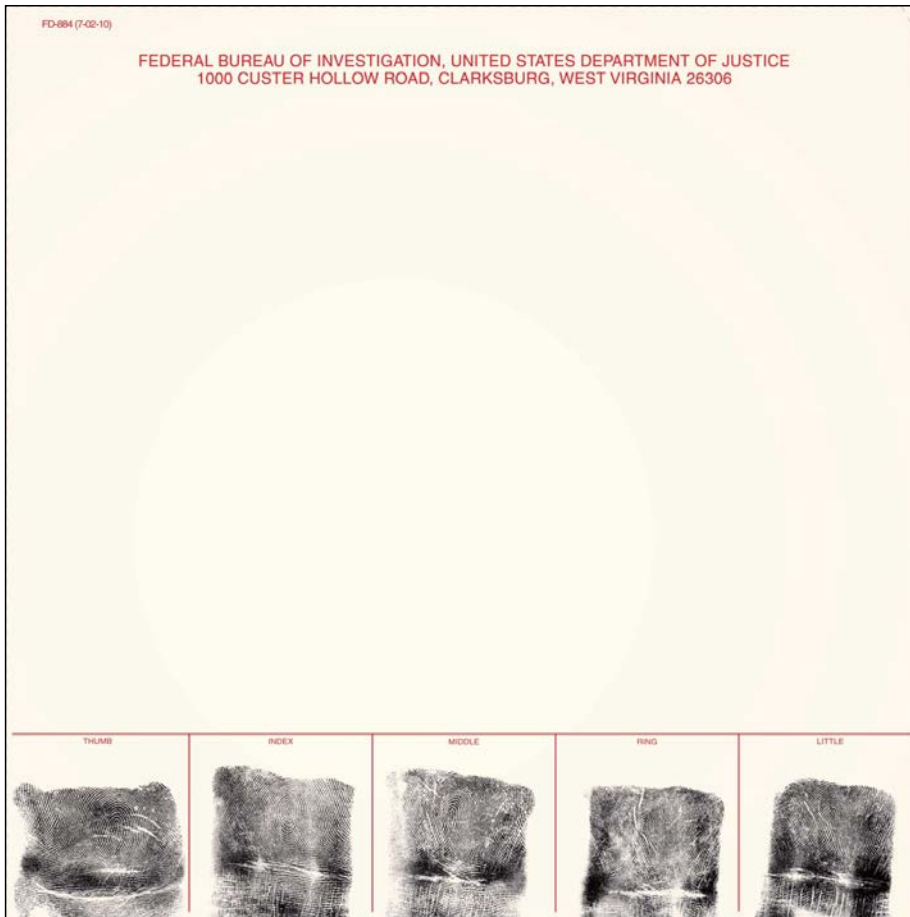 FD-884 (7-02-10)
FEDERAL BUREAU OF INVESTIGATION, UNITED STATES DEPARTMENT OF JUSTICE
1000 CUSTER HOLLOW ROAD, CLARKSBURG, WEST VIRGINIA 26306
THUMB INDEX MIDDLE RING LITTLE